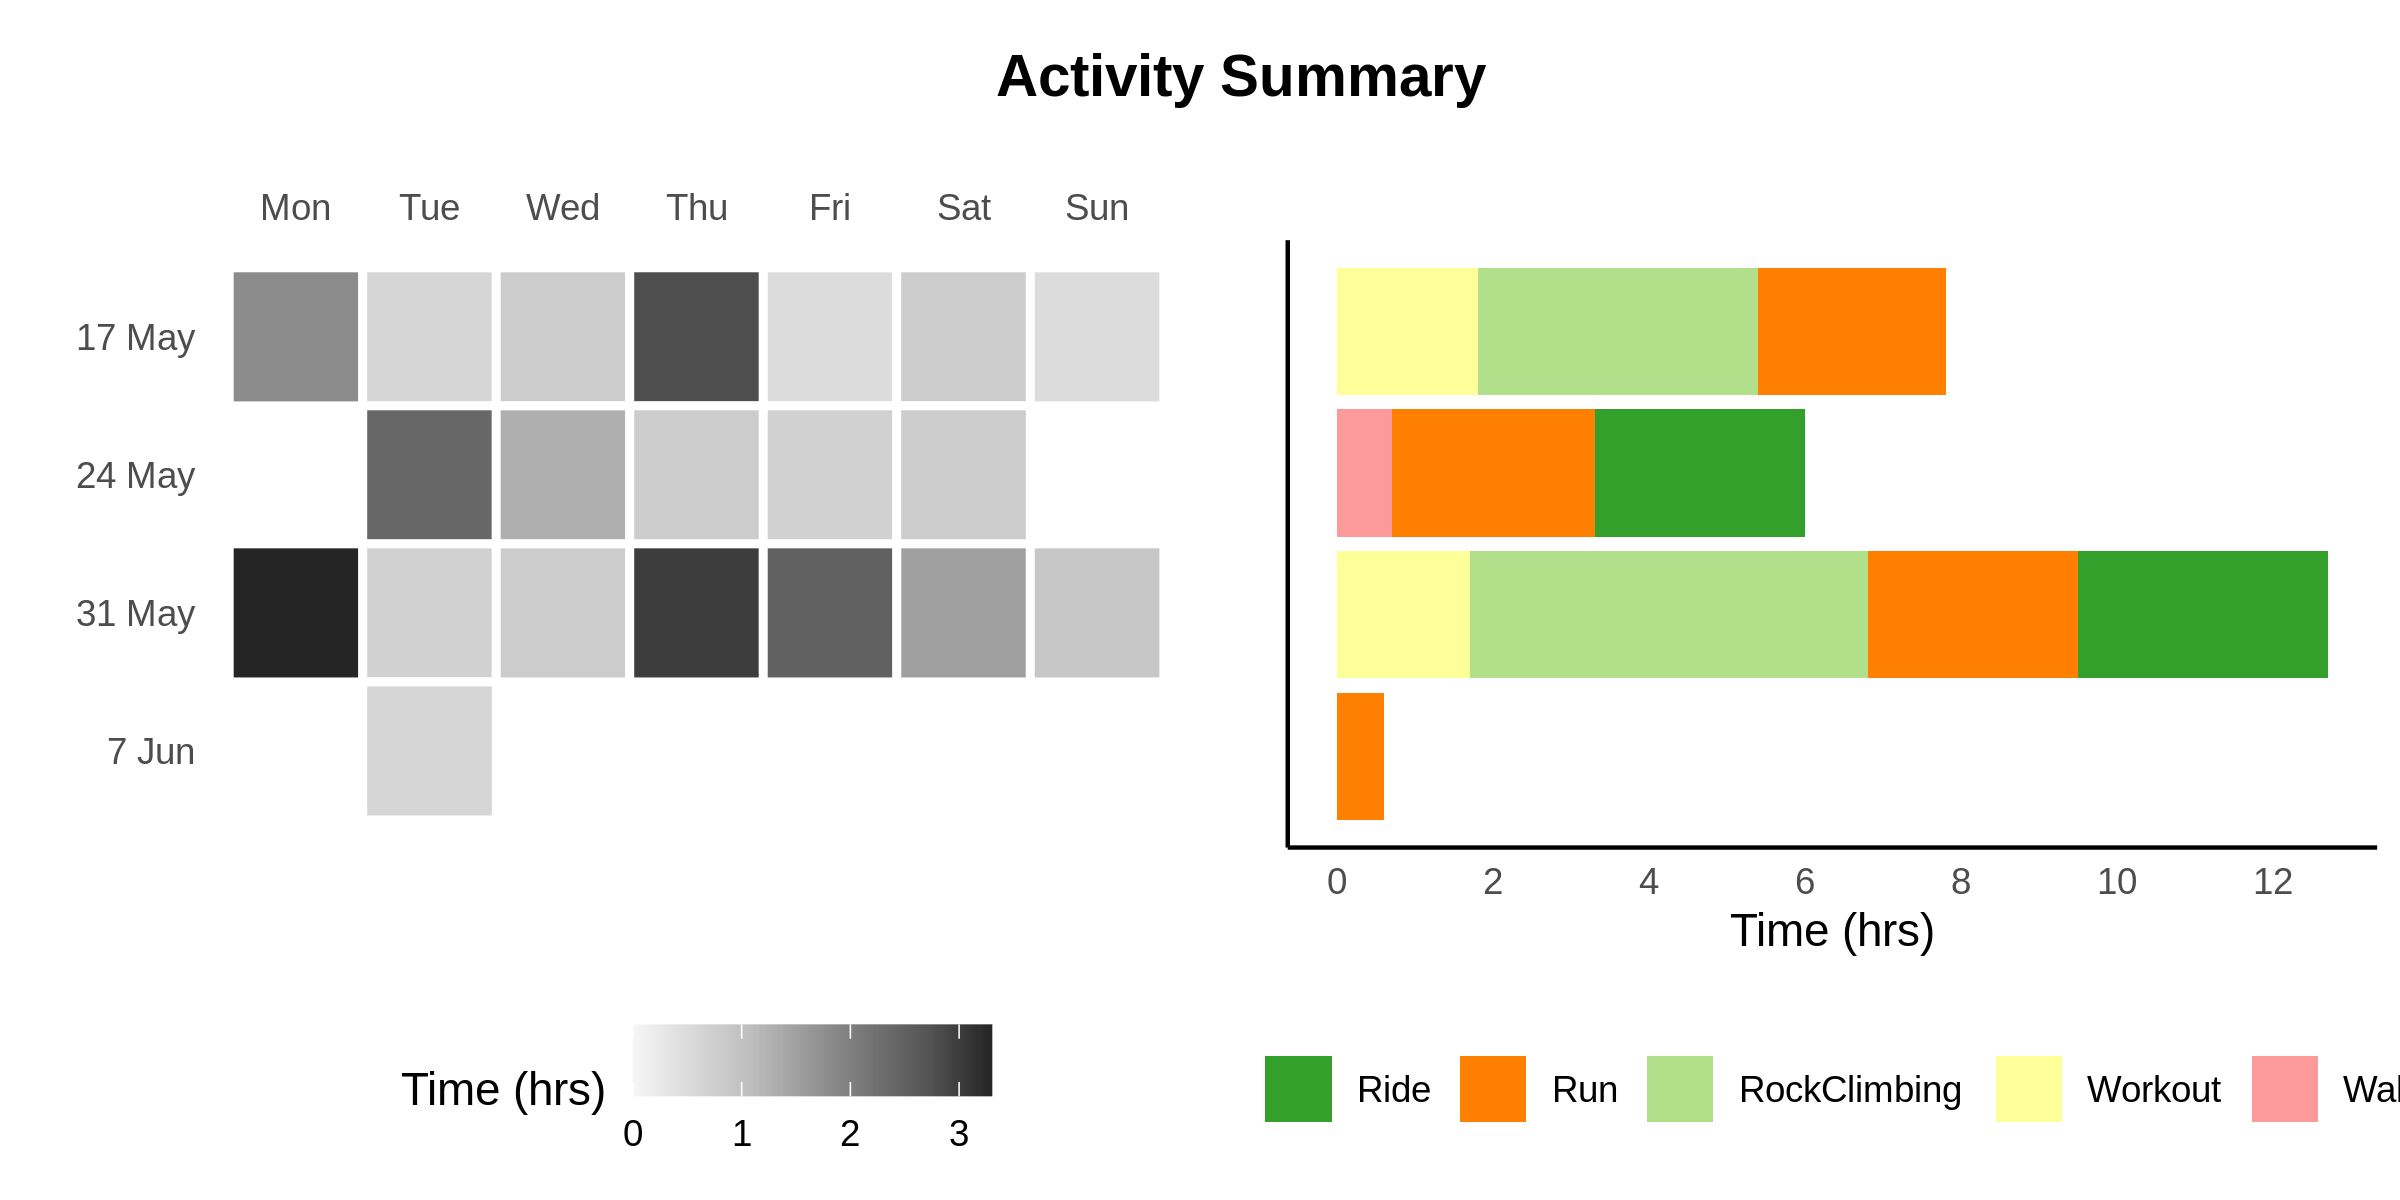 Activity Summary
Mon Tue Wed Thu Fri Sat Sun
17 May
24 May
31 May
7 Jun
0 2 4 6 8 10 12
Time (hrs)
Time (hrs)
0 1 2 3
Ride Run RockClimbing Workout